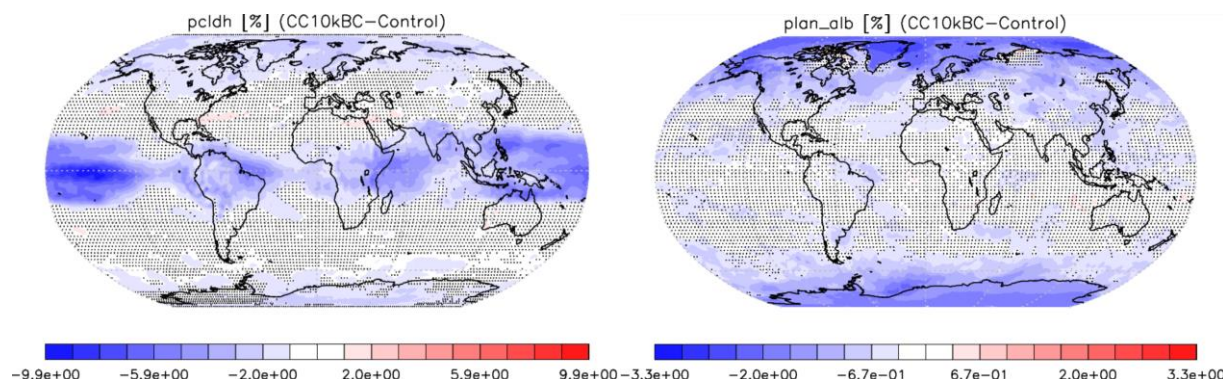 pcldh [%] (CC10kBC−Control)
plan_alb [%] (CC10kBC−Control)
−9.9e+00 −5.9e+00 −2.0e+00 2.0e+00 5.9e+00 9.9e+00
−3.3e+00 −2.0e+00 −6.7e−01 6.7e−01 2.0e+00 3.3e+00